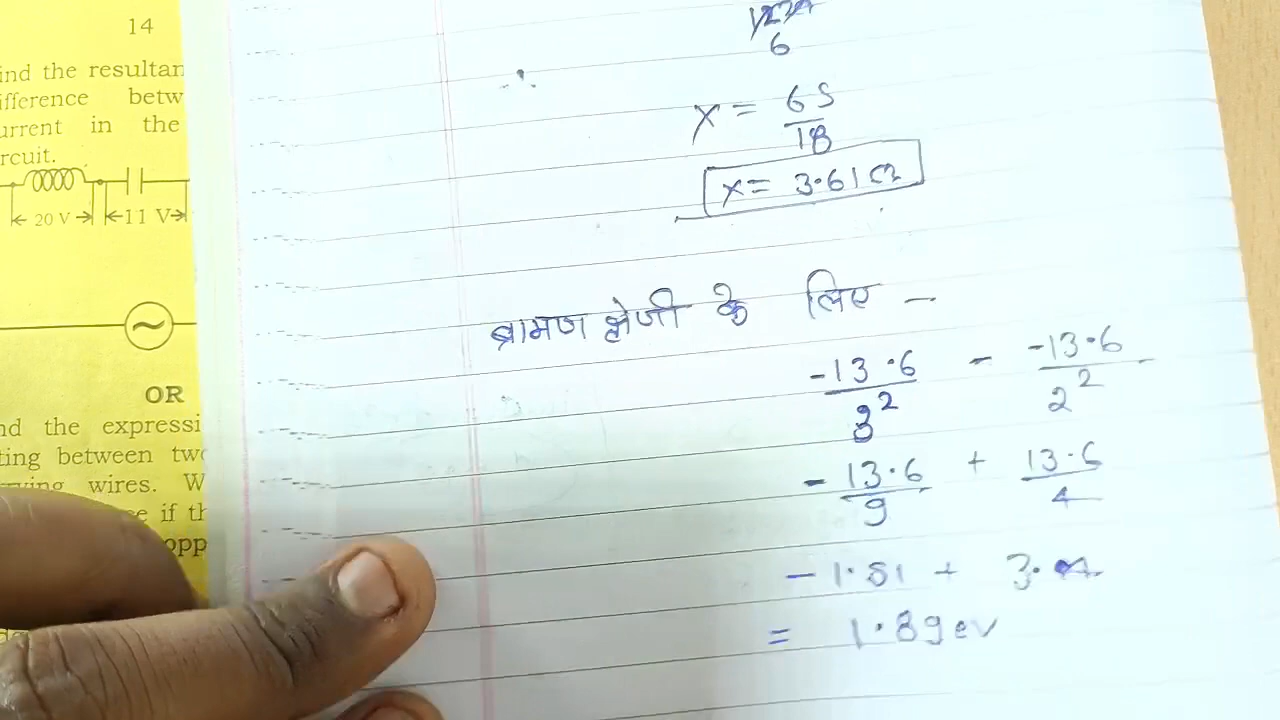 14
ind the resultan
ifference betw
urrent in the
rcuit.
20 V
11 V
OR
nd the expressi
ting between two
wires. W
e if th
opp
6
x = 65/18
x = 3.61 Ω
ब्रामण श्रेणी के लिए –
-13.6/3² - -13.6/2²
- 13.6/9 + 13.6/4
- 1.51 + 3.4
= 1.89 ev